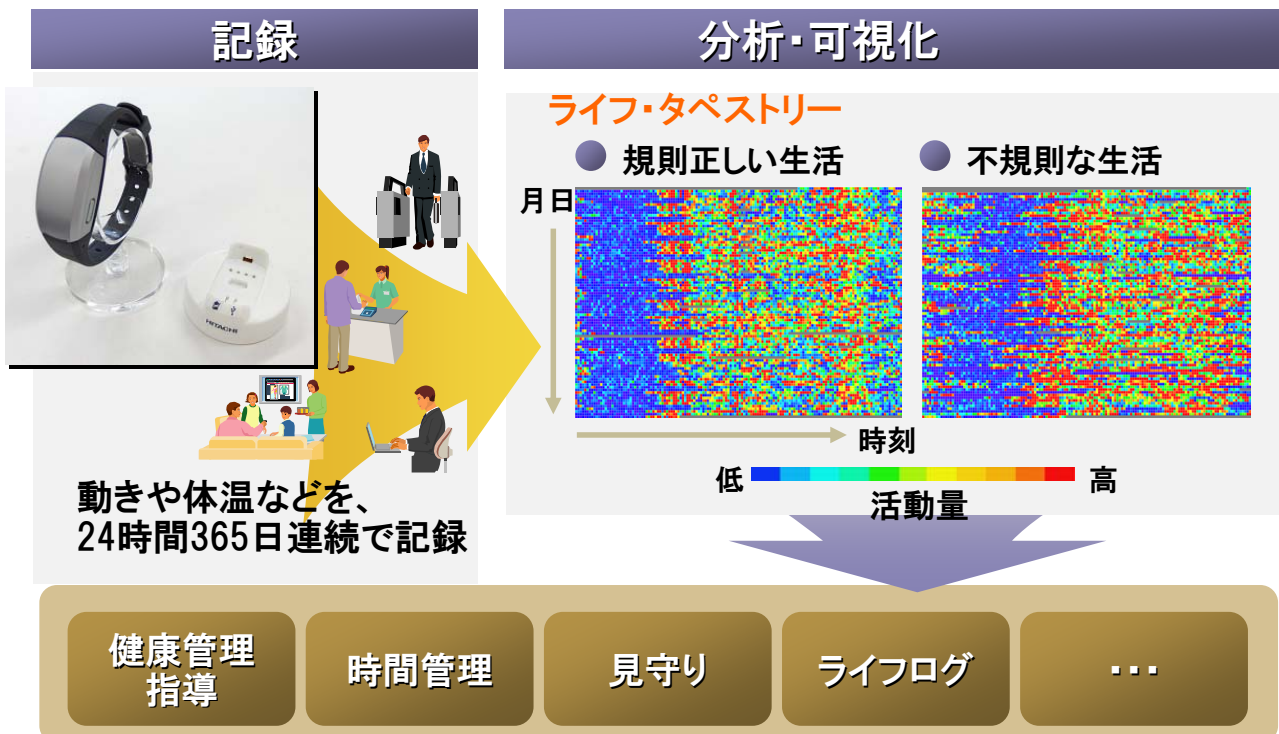 記録
分析・可視化
ライフ・タペストリー
規則正しい生活
不規則な生活
月日
時刻
低
高
活動量
HITACHI
動きや体温などを、
24時間365日連続で記録
健康管理
指導
時間管理
見守り
ライフログ
・・・